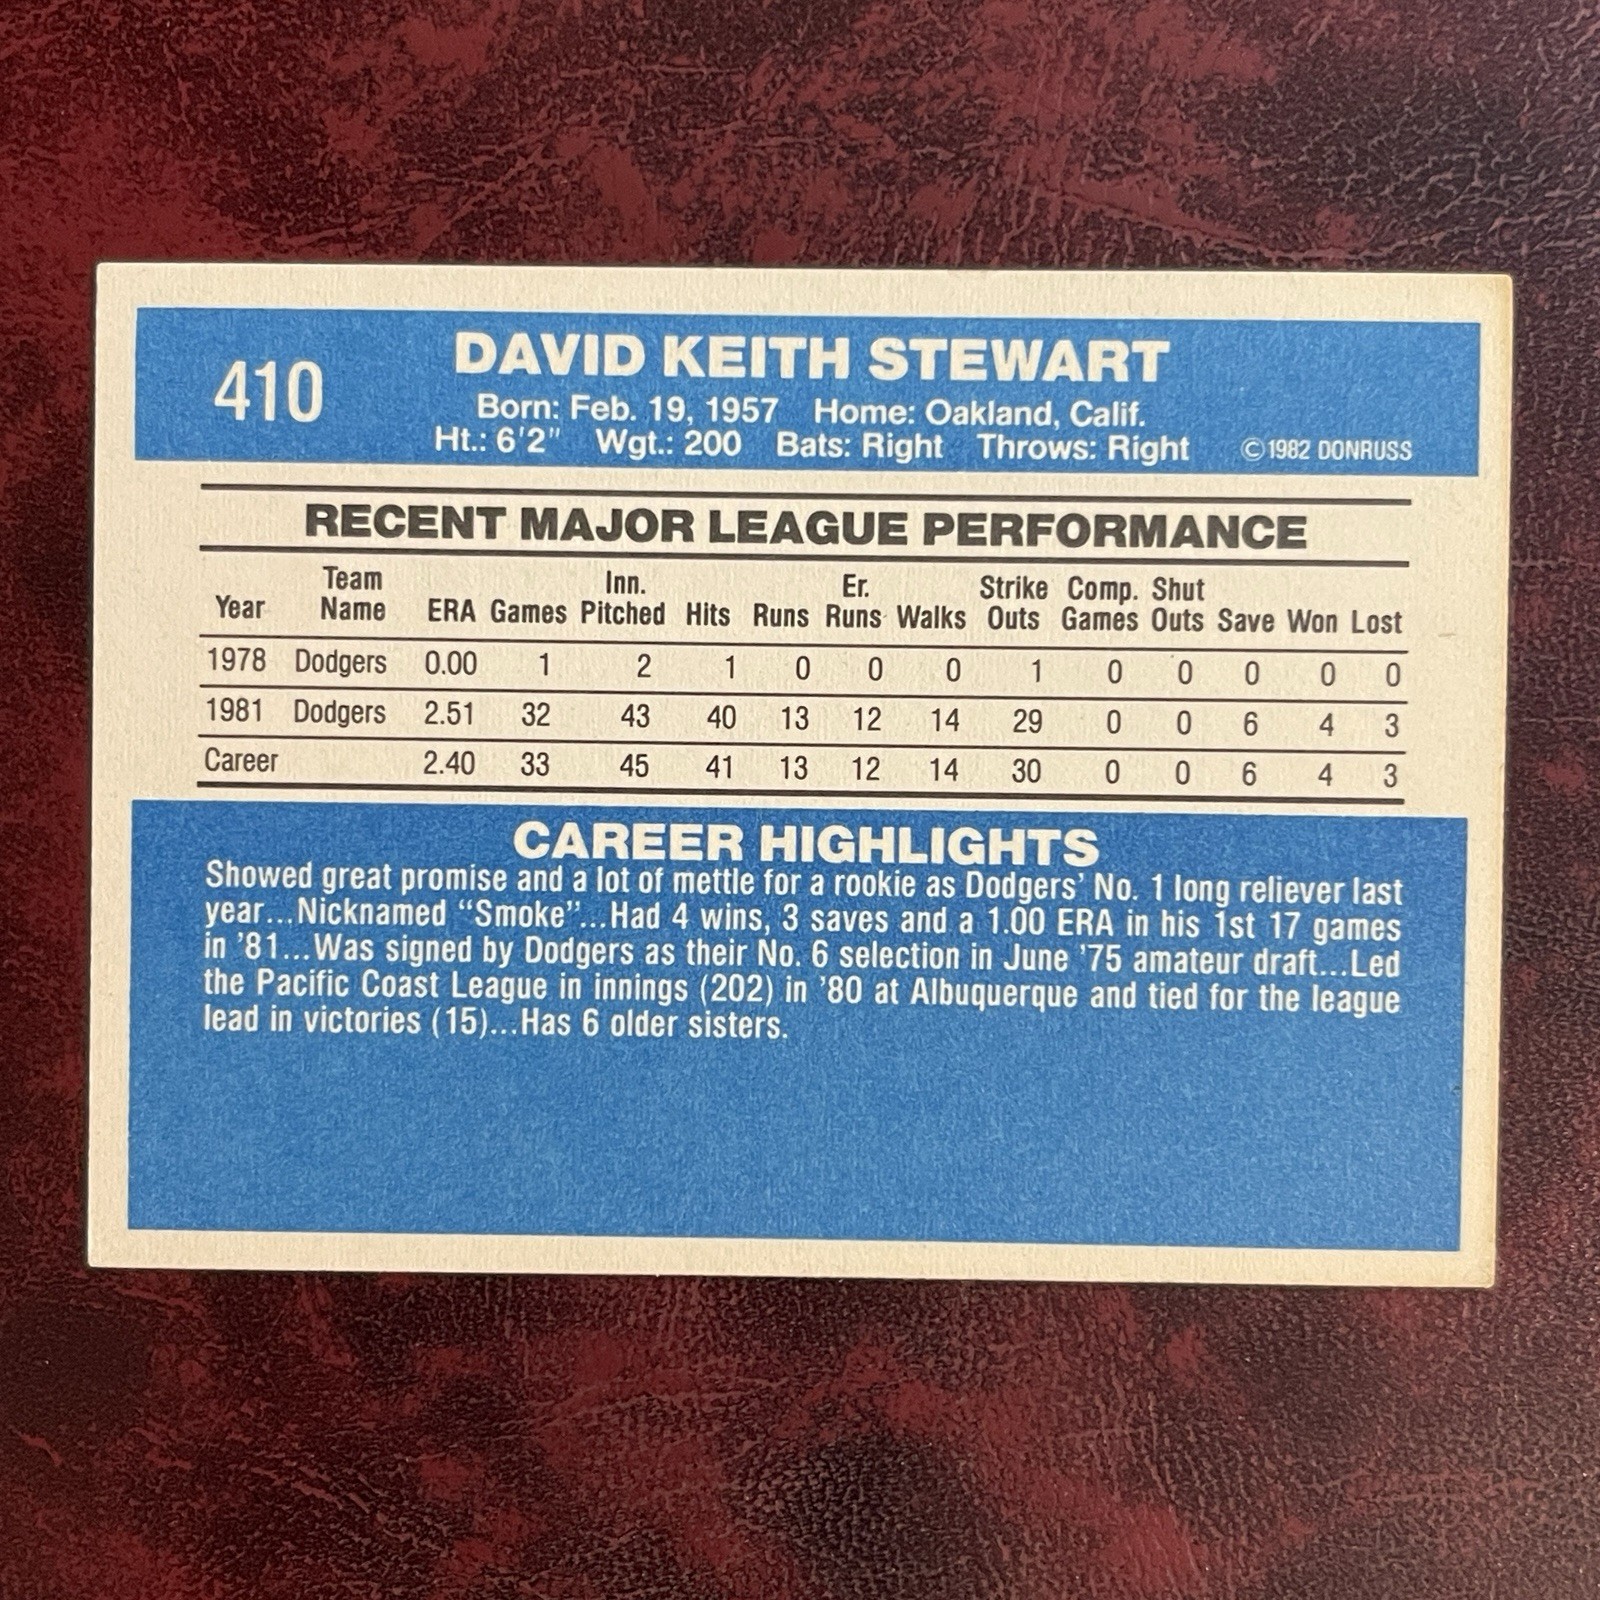 410
DAVID KEITH STEWART
Born: Feb. 19, 1957 Home: Oakland, Calif.
Ht.: 6'2" Wgt.: 200 Bats: Right Throws: Right ©1982 DONRUSS
RECENT MAJOR LEAGUE PERFORMANCE
Year Team Name ERA Games Inn. Pitched Hits Runs Er. Runs Walks Strike Outs Comp. Games Shut Outs Save Won Lost
1978 Dodgers 0.00 1 2 1 0 0 0 1 0 0 0 0 0
1981 Dodgers 2.51 32 43 40 13 12 14 29 0 0 6 4 3
Career 2.40 33 45 41 13 12 14 30 0 0 6 4 3
CAREER HIGHLIGHTS
Showed great promise and a lot of mettle for a rookie as Dodgers' No. 1 long reliever last
year...Nicknamed "Smoke"...Had 4 wins, 3 saves and a 1.00 ERA in his 1st 17 games
in '81...Was signed by Dodgers as their No. 6 selection in June '75 amateur draft...Led
the Pacific Coast League in innings (202) in '80 at Albuquerque and tied for the league
lead in victories (15)...Has 6 older sisters.